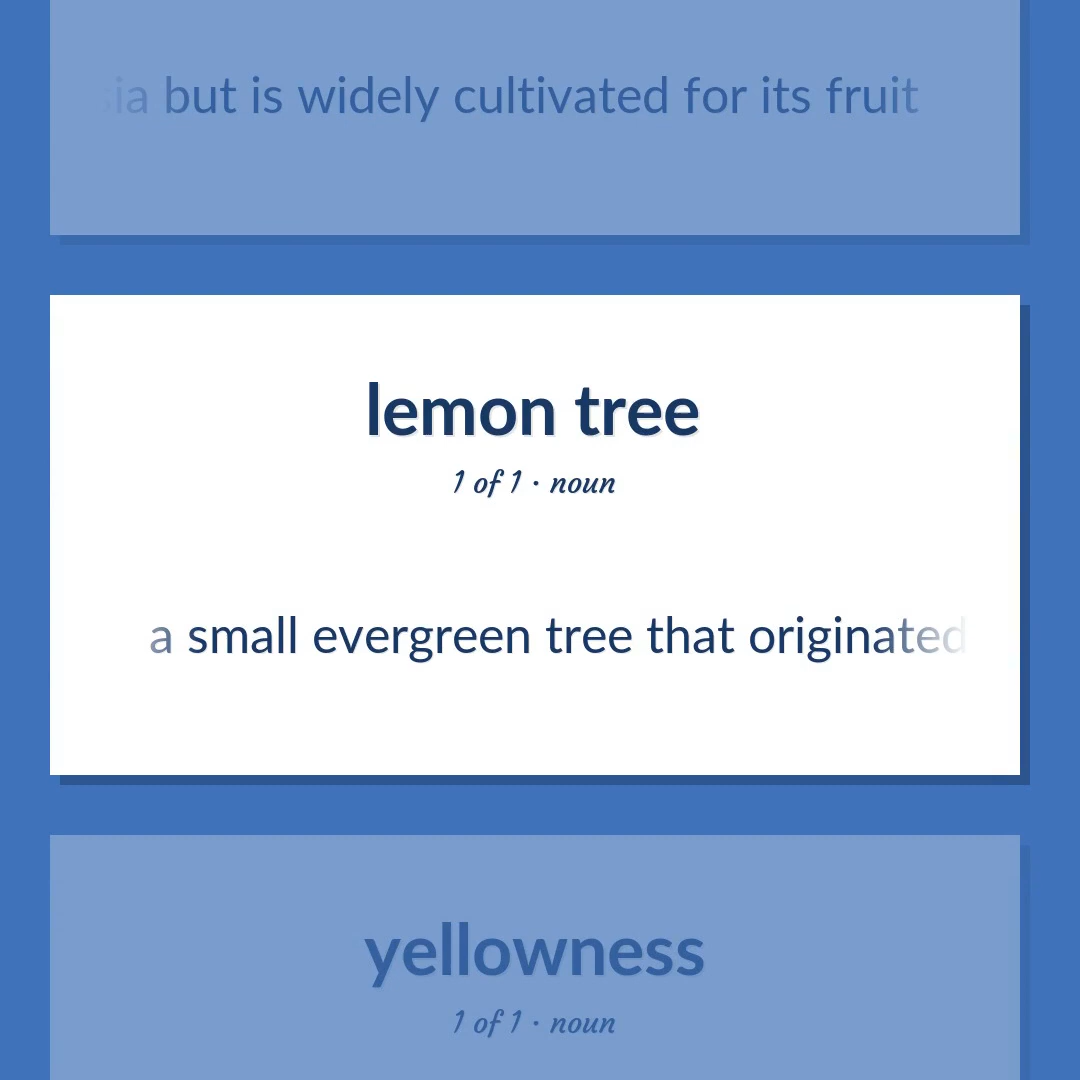 but is widely cultivated for its fruit
lemon tree
1 of 1 · noun
a small evergreen tree that originated
yellowness
1 of 1 · noun